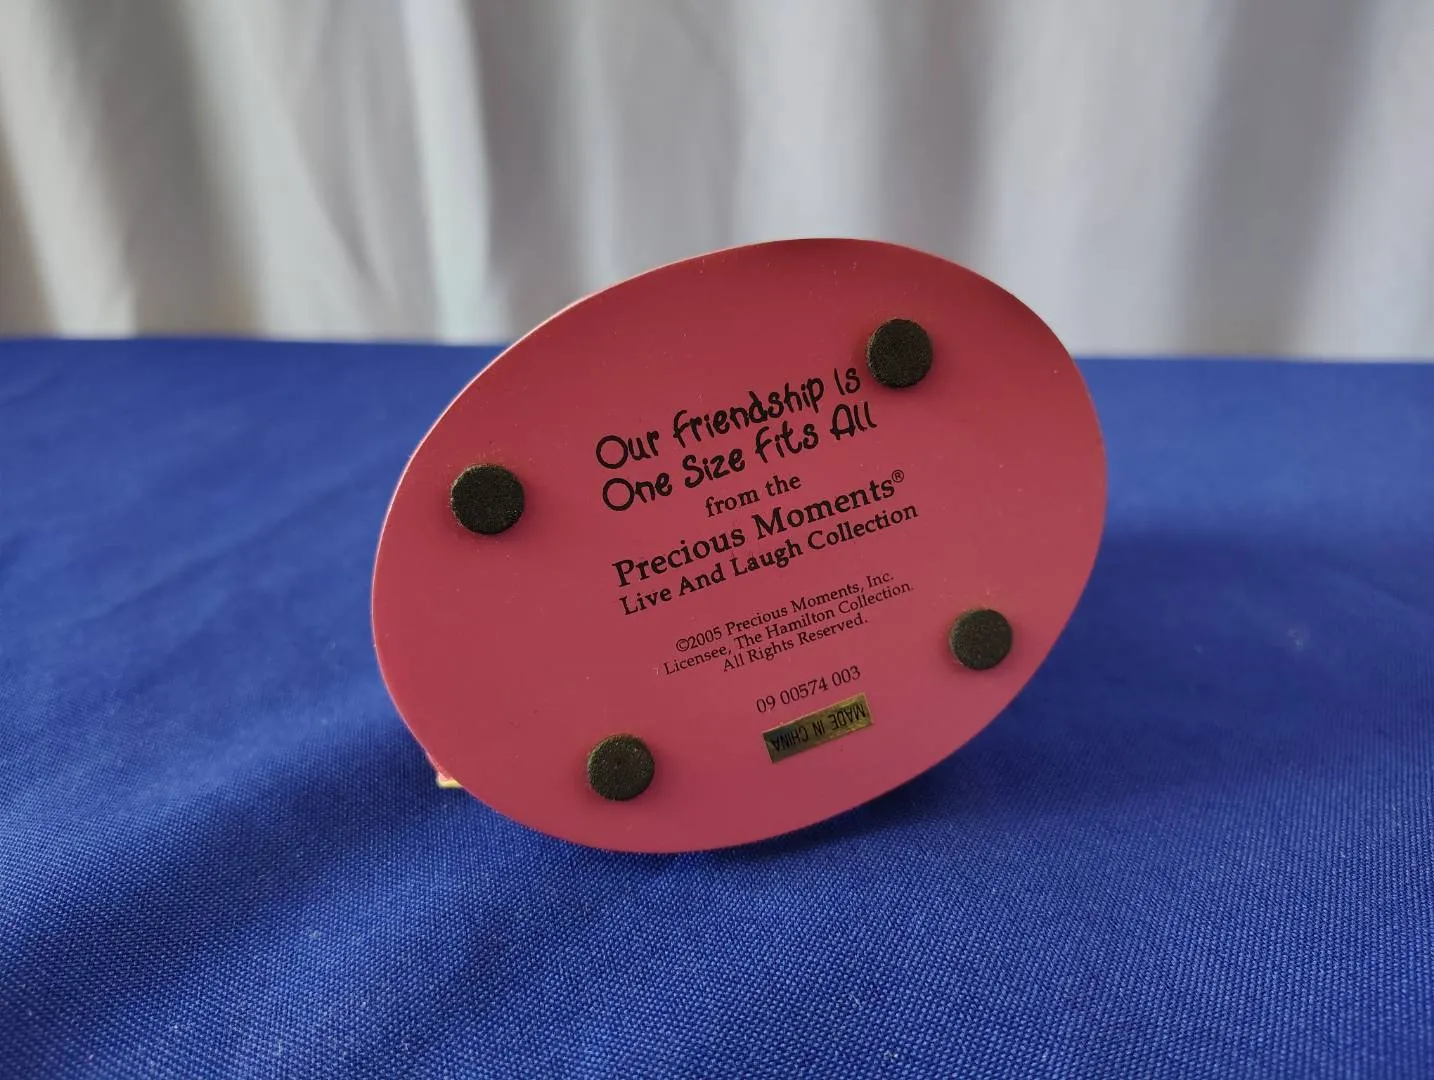 Our Friendship Is
One Size Fits All
from the
Precious Moments®
Live And Laugh Collection
©2005 Precious Moments, Inc.
Licensee, The Hamilton Collection.
All Rights Reserved.
09 00574 003
MADE IN CHINA